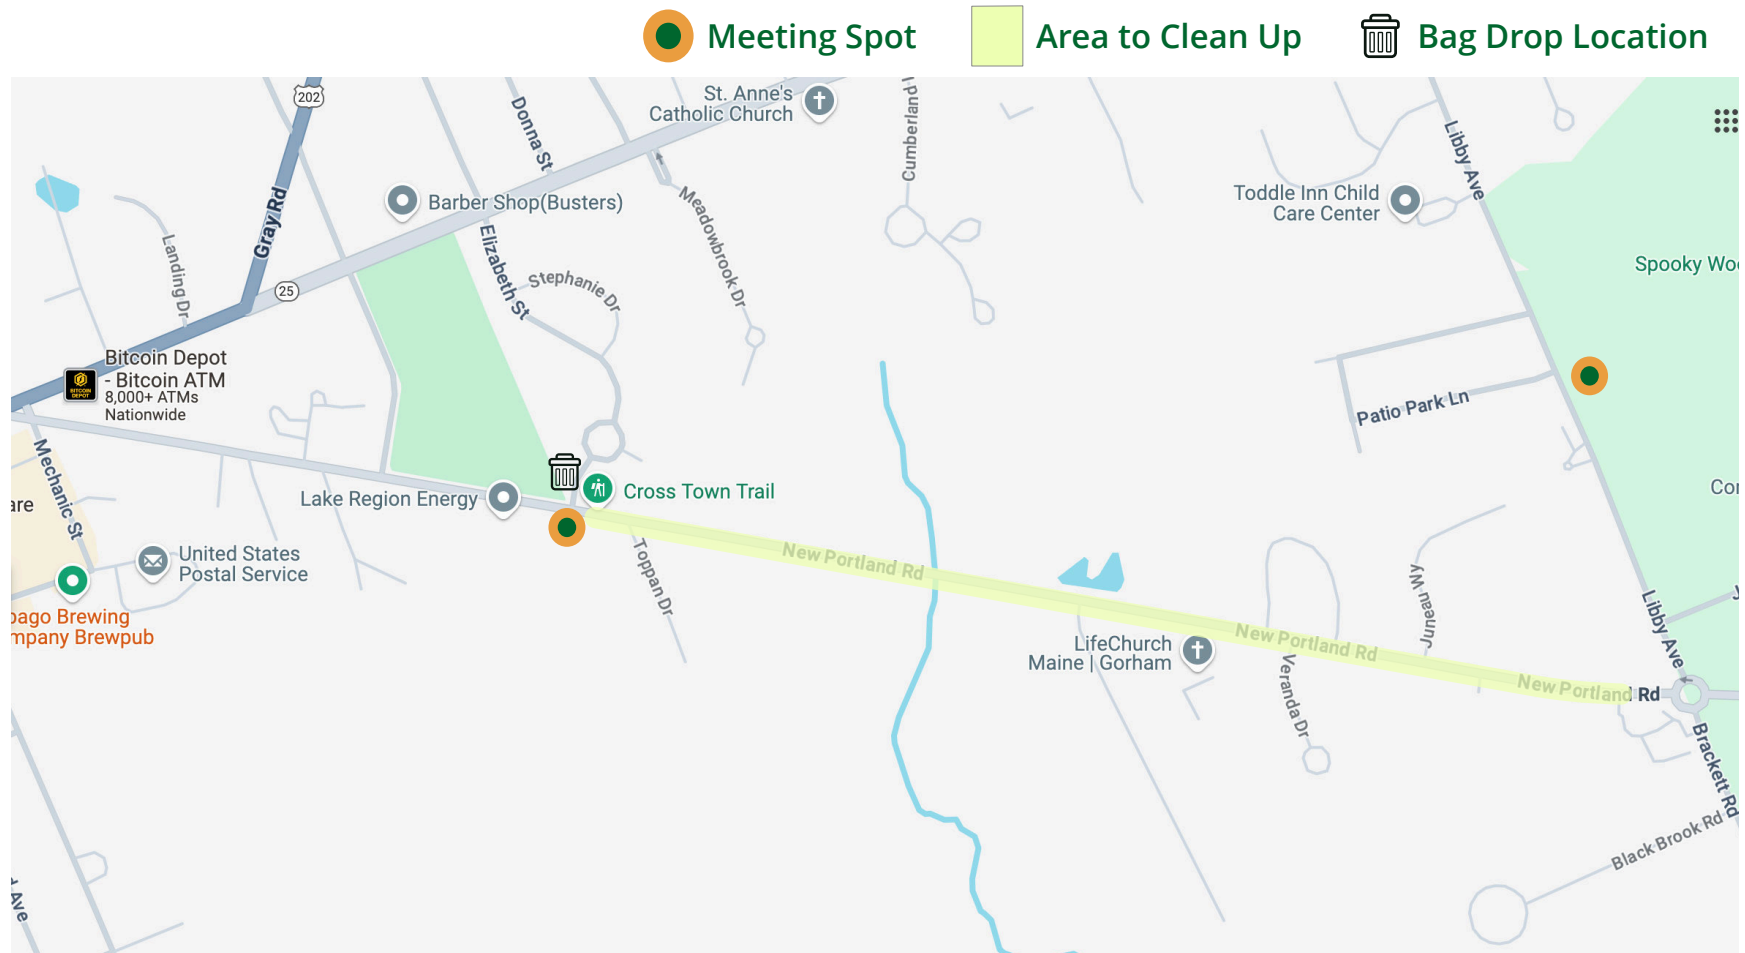 Meeting Spot
Area to Clean Up
Bag Drop Location
202
St. Anne's
Catholic Church
Donna St
Cumberland
Libby Ave
Gray Rd
Barber Shop(Busters)
Toddle Inn Child
Care Center
Meadowbrook Dr
Landing Dr
Elizabeth St
Stephanie Dr
25
Spooky Woo
Bitcoin Depot
- Bitcoin ATM
8,000+ ATMs
Nationwide
BITCOIN
DEPOT
Patio Park Ln
Mechanic St
Lake Region Energy
Cross Town Trail
Cor
are
United States
Postal Service
Toppan Dr
New Portland Rd
Juneau Wy
Libby Ave
J
bago Brewing
mpany Brewpub
LifeChurch
Maine | Gorham
New Portland Rd
Veranda Dr
New Portland Rd
Brackett Rd
Black Brook Rd
Ave